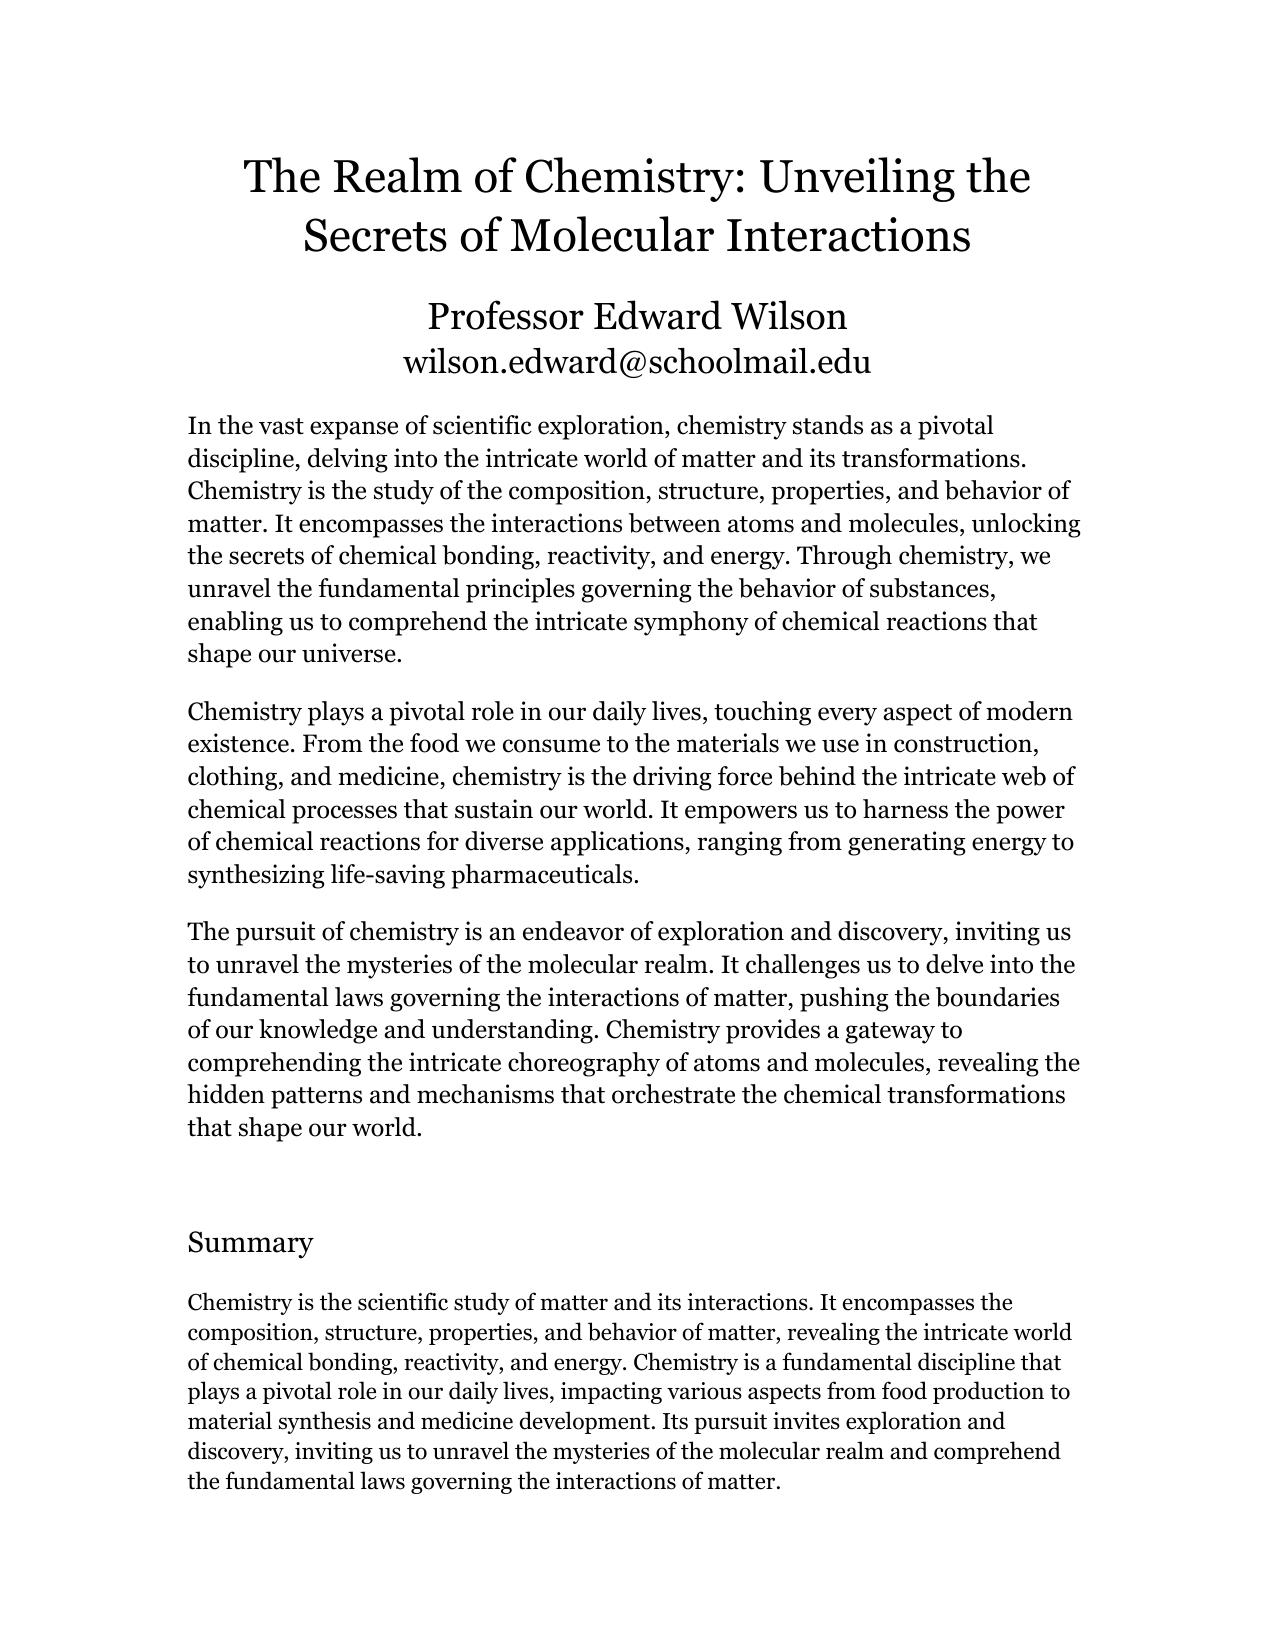 The Realm of Chemistry: Unveiling the
Secrets of Molecular Interactions
Professor Edward Wilson
wilson.edward@schoolmail.edu
In the vast expanse of scientific exploration, chemistry stands as a pivotal
discipline, delving into the intricate world of matter and its transformations.
Chemistry is the study of the composition, structure, properties, and behavior of
matter. It encompasses the interactions between atoms and molecules, unlocking
the secrets of chemical bonding, reactivity, and energy. Through chemistry, we
unravel the fundamental principles governing the behavior of substances,
enabling us to comprehend the intricate symphony of chemical reactions that
shape our universe.
Chemistry plays a pivotal role in our daily lives, touching every aspect of modern
existence. From the food we consume to the materials we use in construction,
clothing, and medicine, chemistry is the driving force behind the intricate web of
chemical processes that sustain our world. It empowers us to harness the power
of chemical reactions for diverse applications, ranging from generating energy to
synthesizing life-saving pharmaceuticals.
The pursuit of chemistry is an endeavor of exploration and discovery, inviting us
to unravel the mysteries of the molecular realm. It challenges us to delve into the
fundamental laws governing the interactions of matter, pushing the boundaries
of our knowledge and understanding. Chemistry provides a gateway to
comprehending the intricate choreography of atoms and molecules, revealing the
hidden patterns and mechanisms that orchestrate the chemical transformations
that shape our world.
Summary
Chemistry is the scientific study of matter and its interactions. It encompasses the
composition, structure, properties, and behavior of matter, revealing the intricate world
of chemical bonding, reactivity, and energy. Chemistry is a fundamental discipline that
plays a pivotal role in our daily lives, impacting various aspects from food production to
material synthesis and medicine development. Its pursuit invites exploration and
discovery, inviting us to unravel the mysteries of the molecular realm and comprehend
the fundamental laws governing the interactions of matter.